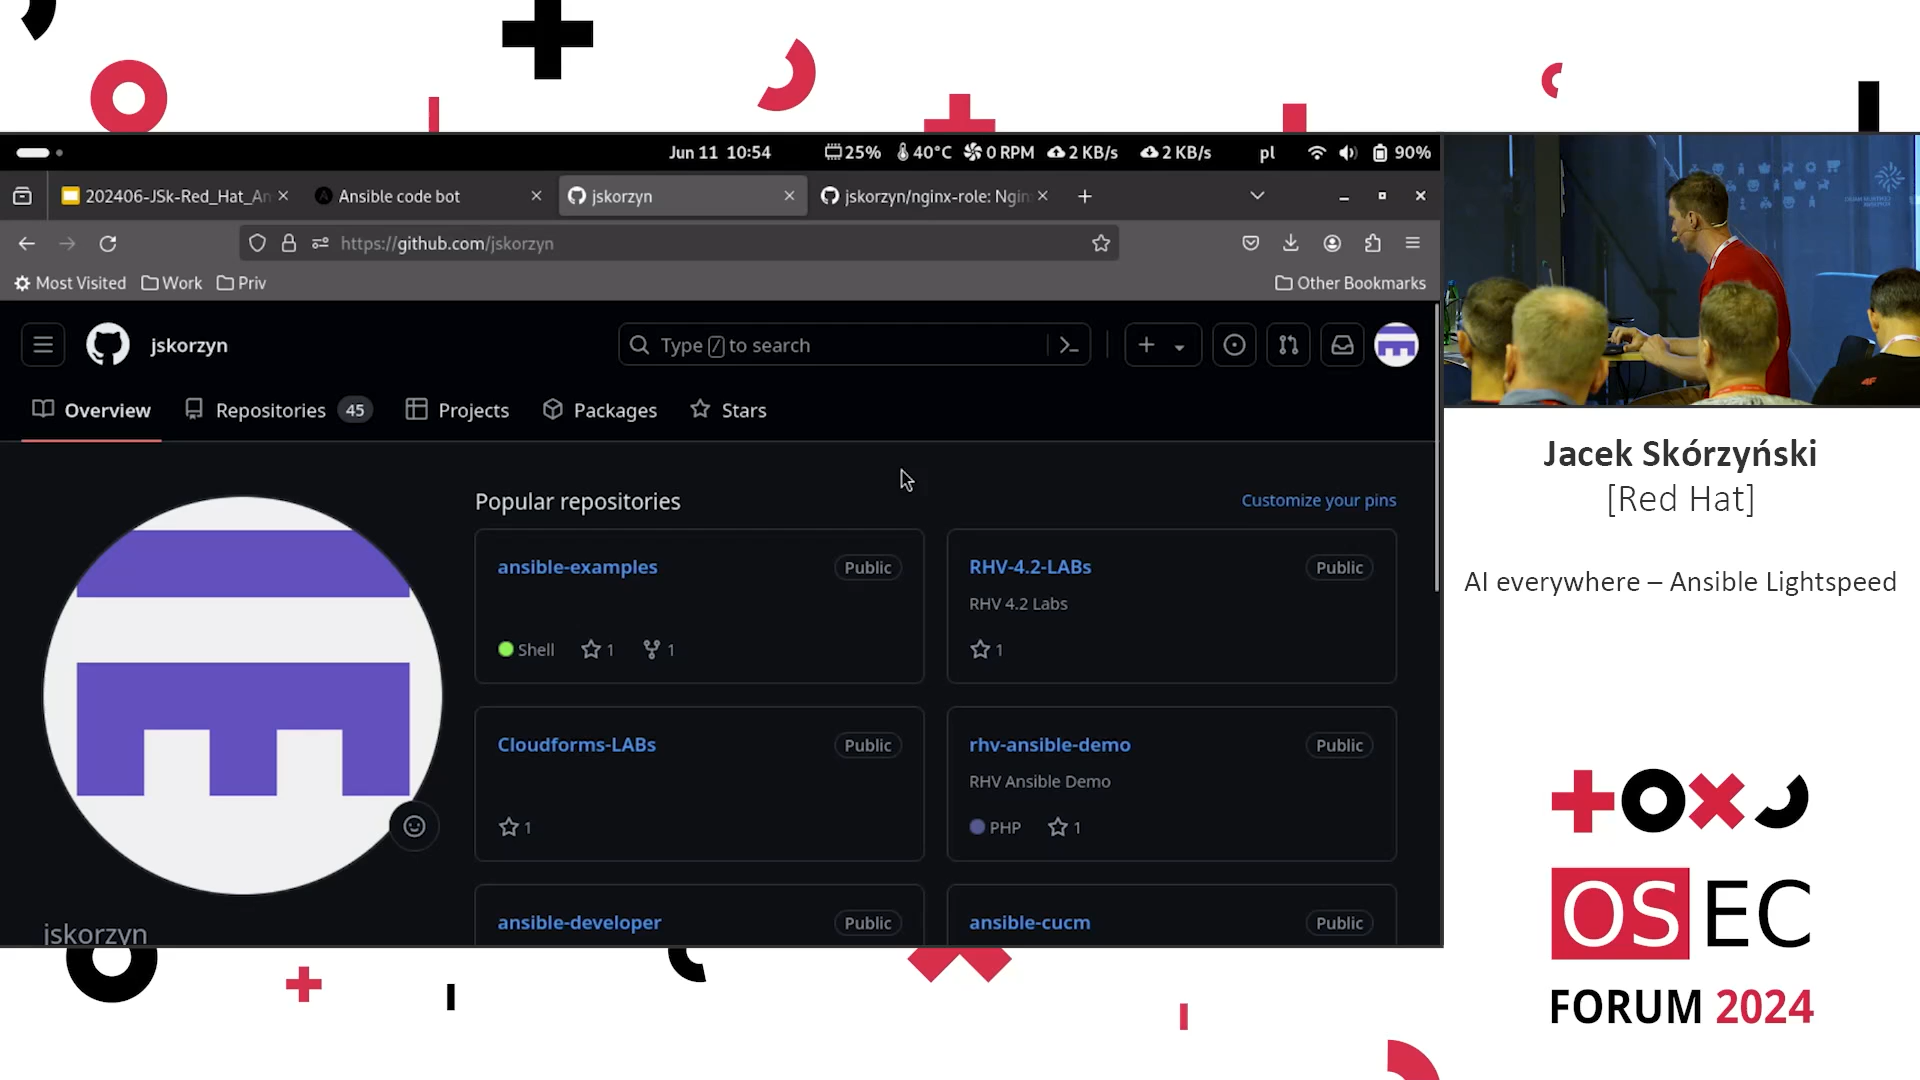 Jun 11 10:54
25%
40°C
0 RPM
2 KB/s
2 KB/s
pl
90%
202406-JSk-Red_Hat_An
Ansible code bot
jskorzyn
jskorzyn/nginx-role: Ngin
https://github.com/jskorzyn
Most Visited
Work
Priv
Other Bookmarks
jskorzyn
Type / to search
Overview
Repositories 45
Projects
Packages
Stars
Popular repositories
Customize your pins
ansible-examples
Public
Shell
1
1
RHV-4.2-LABs
Public
RHV 4.2 Labs
1
Cloudforms-LABs
Public
1
rhv-ansible-demo
Public
RHV Ansible Demo
PHP
1
ansible-developer
Public
ansible-cucm
Public
jskorzyn
Jacek Skórzyński
[Red Hat]
AI everywhere – Ansible Lightspeed
OSEC
FORUM 2024